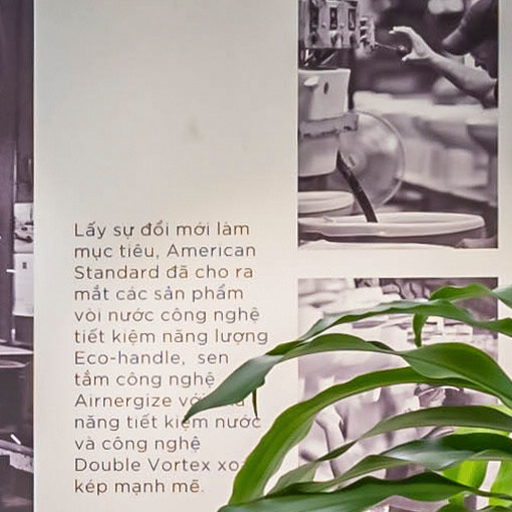 Lấy sự đổi mới làm
mục tiêu, American
Standard đã cho ra
mắt các sản phẩm
vòi nước công nghệ
tiết kiệm năng lượng
Eco-handle, sen
tắm công nghệ
Airnergize với
năng tiết kiệm nước
và công nghệ
Double Vortex
kép mạnh mẽ.